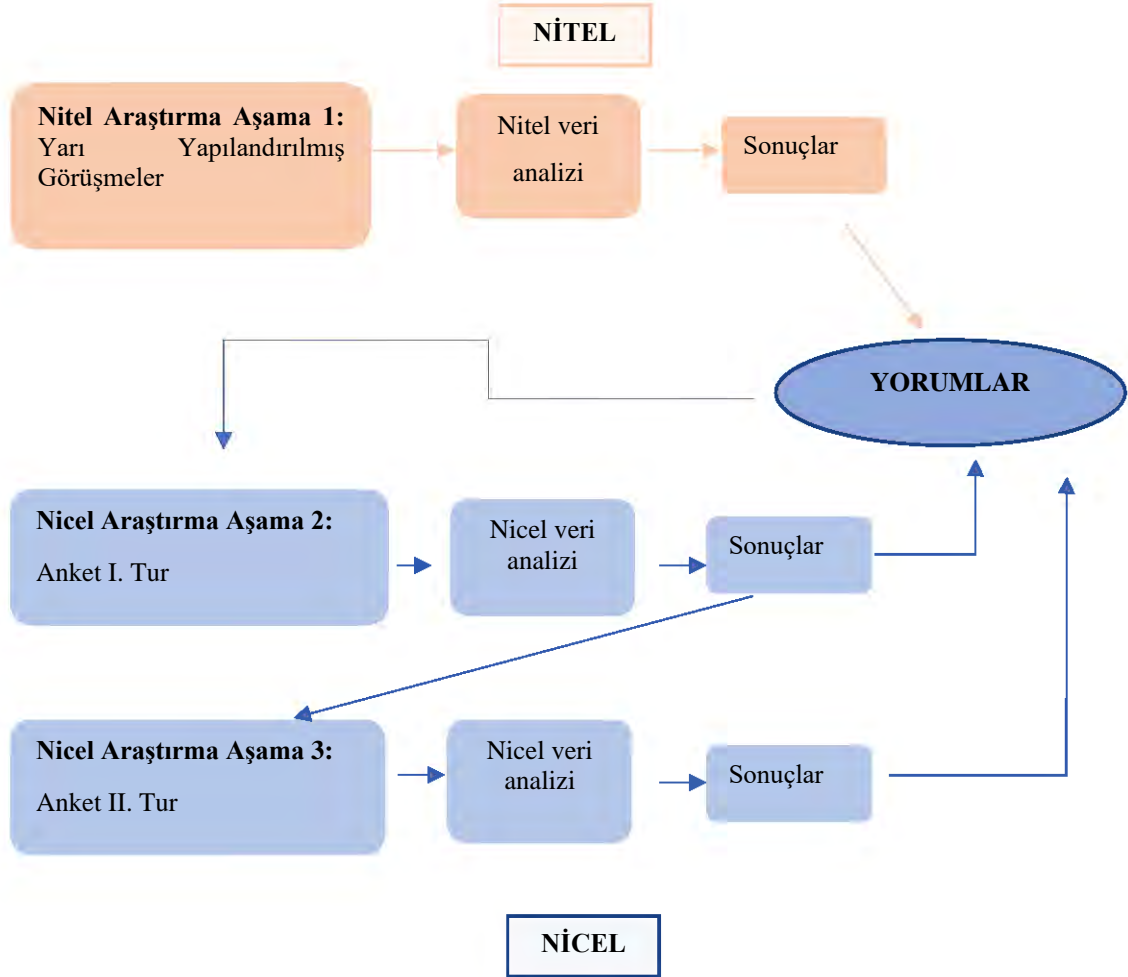 NİTEL
Nitel Araştırma Aşama 1:
Yarı Yapılandırılmış
Görüşmeler
Nitel veri
analizi
Sonuçlar
YORUMLAR
Nicel Araştırma Aşama 2:
Anket I. Tur
Nicel veri
analizi
Sonuçlar
Nicel Araştırma Aşama 3:
Anket II. Tur
Nicel veri
analizi
Sonuçlar
NİCEL